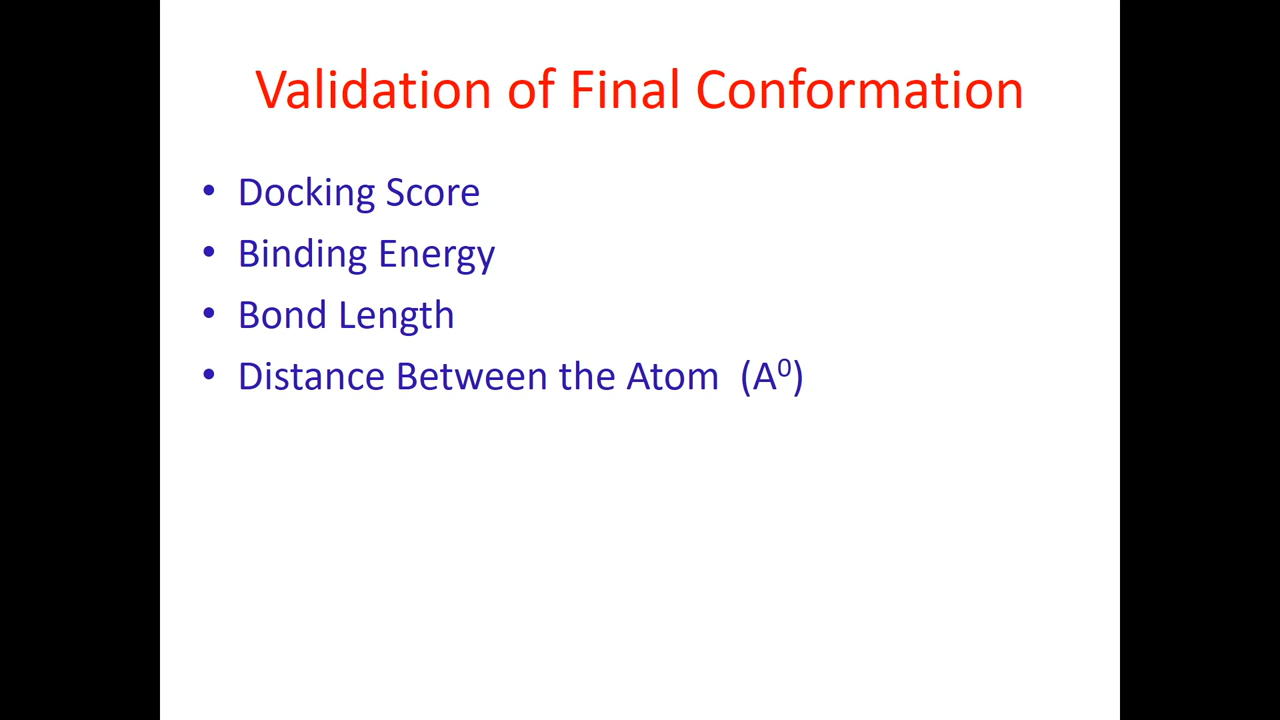 Validation of Final Conformation
• Docking Score
• Binding Energy
• Bond Length
• Distance Between the Atom (A⁰)